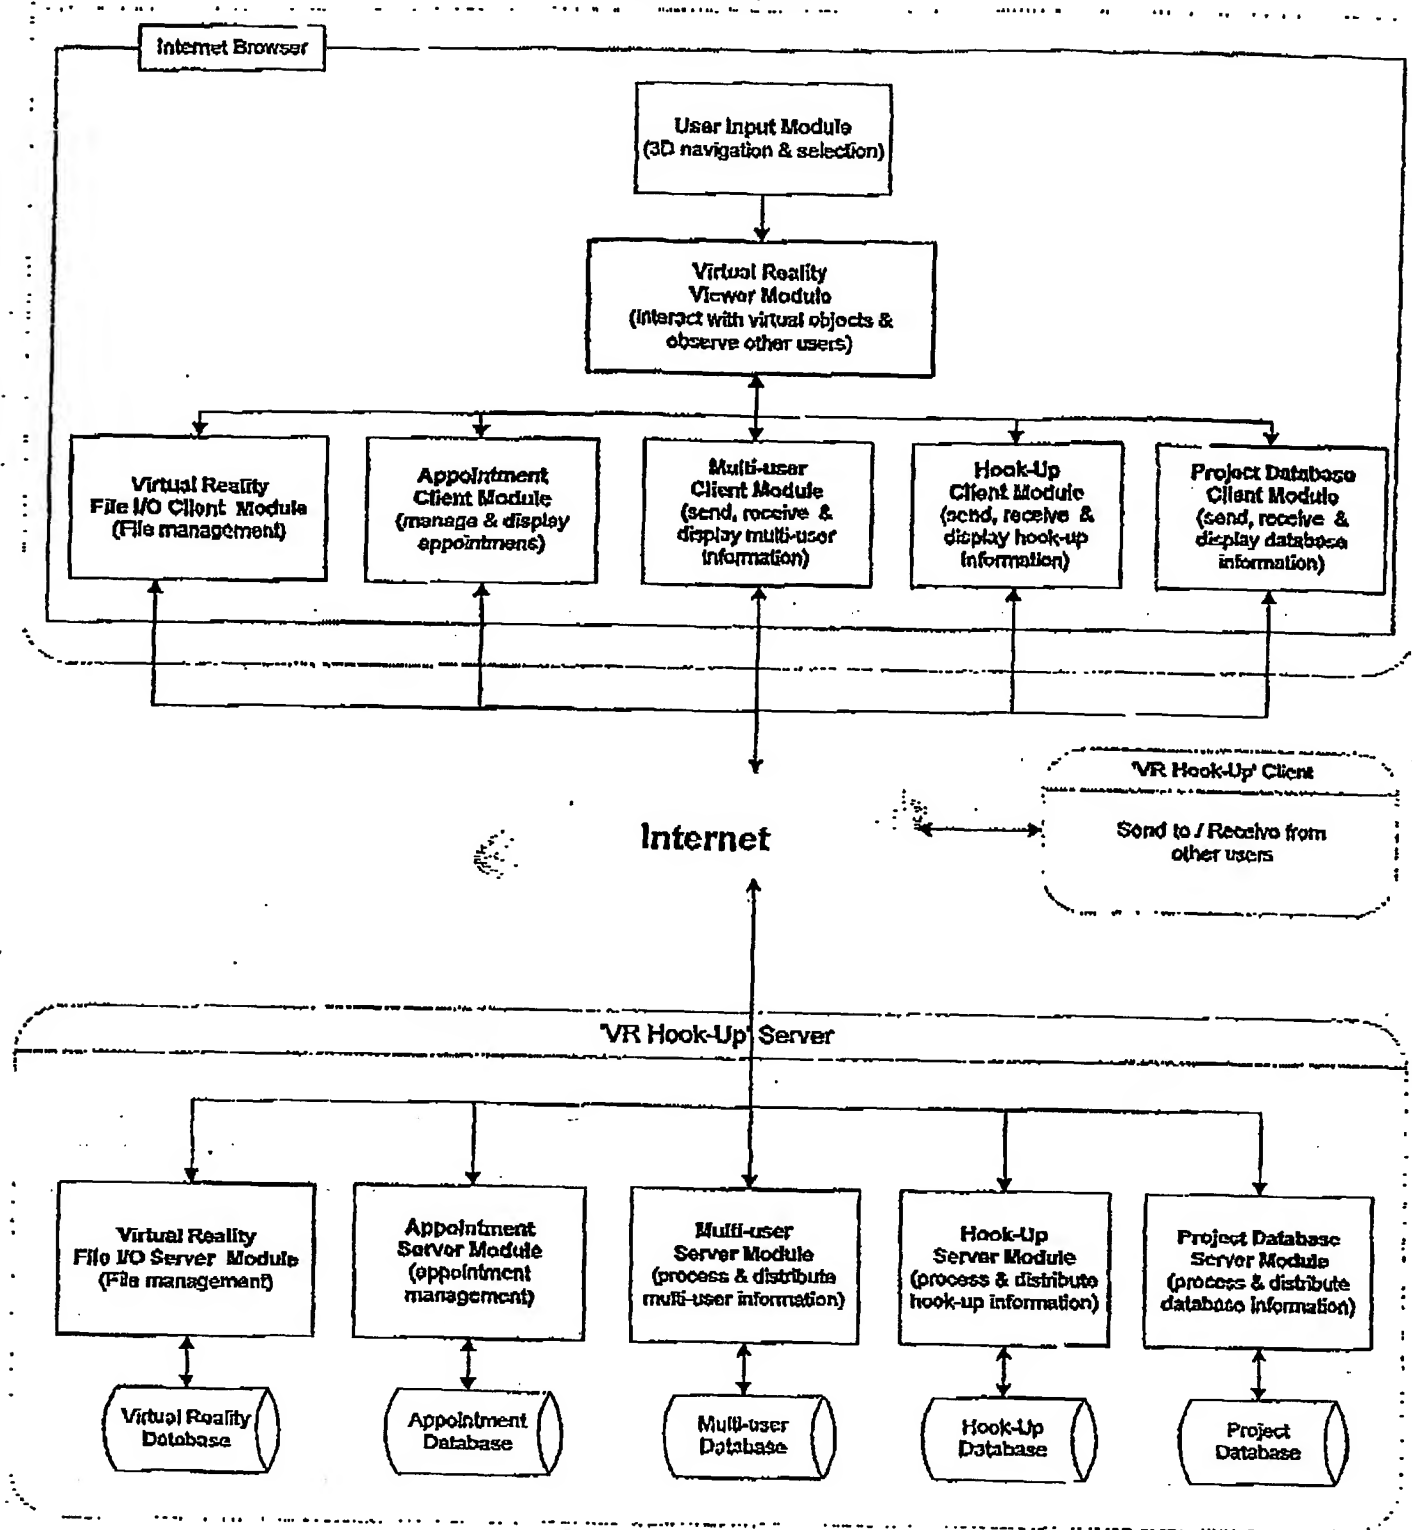 Internet Browser
User Input Module
(3D navigation & selection)
Virtual Reality
Viewer Module
(interact with virtual objects &
observe other users)
Virtual Reality
File I/O Client Module
(File management)
Appointment
Client Module
(manage & display
appointmens)
Multi-user
Client Module
(send, receive &
display multi-user
information)
Hook-Up
Client Module
(send, receive &
display hook-up
information)
Project Database
Client Module
(send, receive &
display database
information)
'VR Hook-Up' Client
Send to / Receive from
other users
Internet
'VR Hook-Up' Server
Virtual Reality
File I/O Server Module
(File management)
Appointment
Server Module
(appointment
management)
Multi-user
Server Module
(process & distribute
multi-user information)
Hook-Up
Server Module
(process & distribute
hook-up information)
Project Database
Server Module
(process & distribute
database information)
Virtual Reality
Database
Appointment
Database
Multi-user
Database
Hook-Up
Database
Project
Database